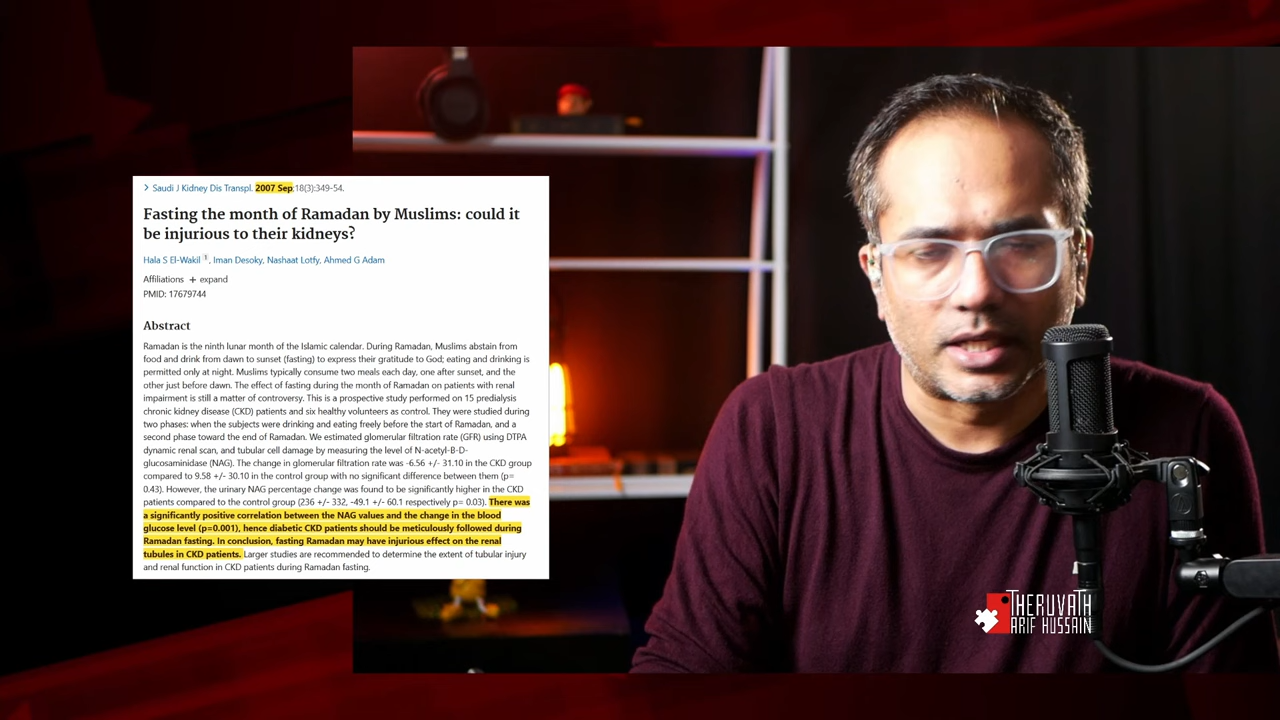 > Saudi J Kidney Dis Transpl. 2007 Sep;18(3):349-54.
Fasting the month of Ramadan by Muslims: could it
be injurious to their kidneys?
Hala S El-Wakil 1, Iman Desoky, Nashaat Lotfy, Ahmed G Adam
Affiliations + expand
PMID: 17679744
Abstract
Ramadan is the ninth lunar month of the Islamic calendar. During Ramadan, Muslims abstain from
food and drink from dawn to sunset (fasting) to express their gratitude to God; eating and drinking is
permitted only at night. Muslims typically consume two meals each day, one after sunset, and the
other just before dawn. The effect of fasting during the month of Ramadan on patients with renal
impairment is still a matter of controversy. This is a prospective study performed on 15 predialysis
chronic kidney disease (CKD) patients and six healthy volunteers as control. They were studied during
two phases: when the subjects were drinking and eating freely before the start of Ramadan, and a
second phase toward the end of Ramadan. We estimated glomerular filtration rate (GFR) using DTPA
dynamic renal scan, and tubular cell damage by measuring the level of N-acetyl-B-D-
glucosaminidase (NAG). The change in glomerular filtration rate was -6.56 +/- 31.10 in the CKD group
compared to 9.58 +/- 30.10 in the control group with no significant difference between them (p=
0.43). However, the urinary NAG percentage change was found to be significantly higher in the CKD
patients compared to the control group (236 +/- 332, -49.1 +/- 60.1 respectively p= 0.03). There was
a significantly positive correlation between the NAG values and the change in the blood
glucose level (p=0.001), hence diabetic CKD patients should be meticulously followed during
Ramadan fasting. In conclusion, fasting Ramadan may have injurious effect on the renal
tubules in CKD patients. Larger studies are recommended to determine the extent of tubular injury
and renal function in CKD patients during Ramadan fasting.
THERUVATH
ARIF HUSSAIN